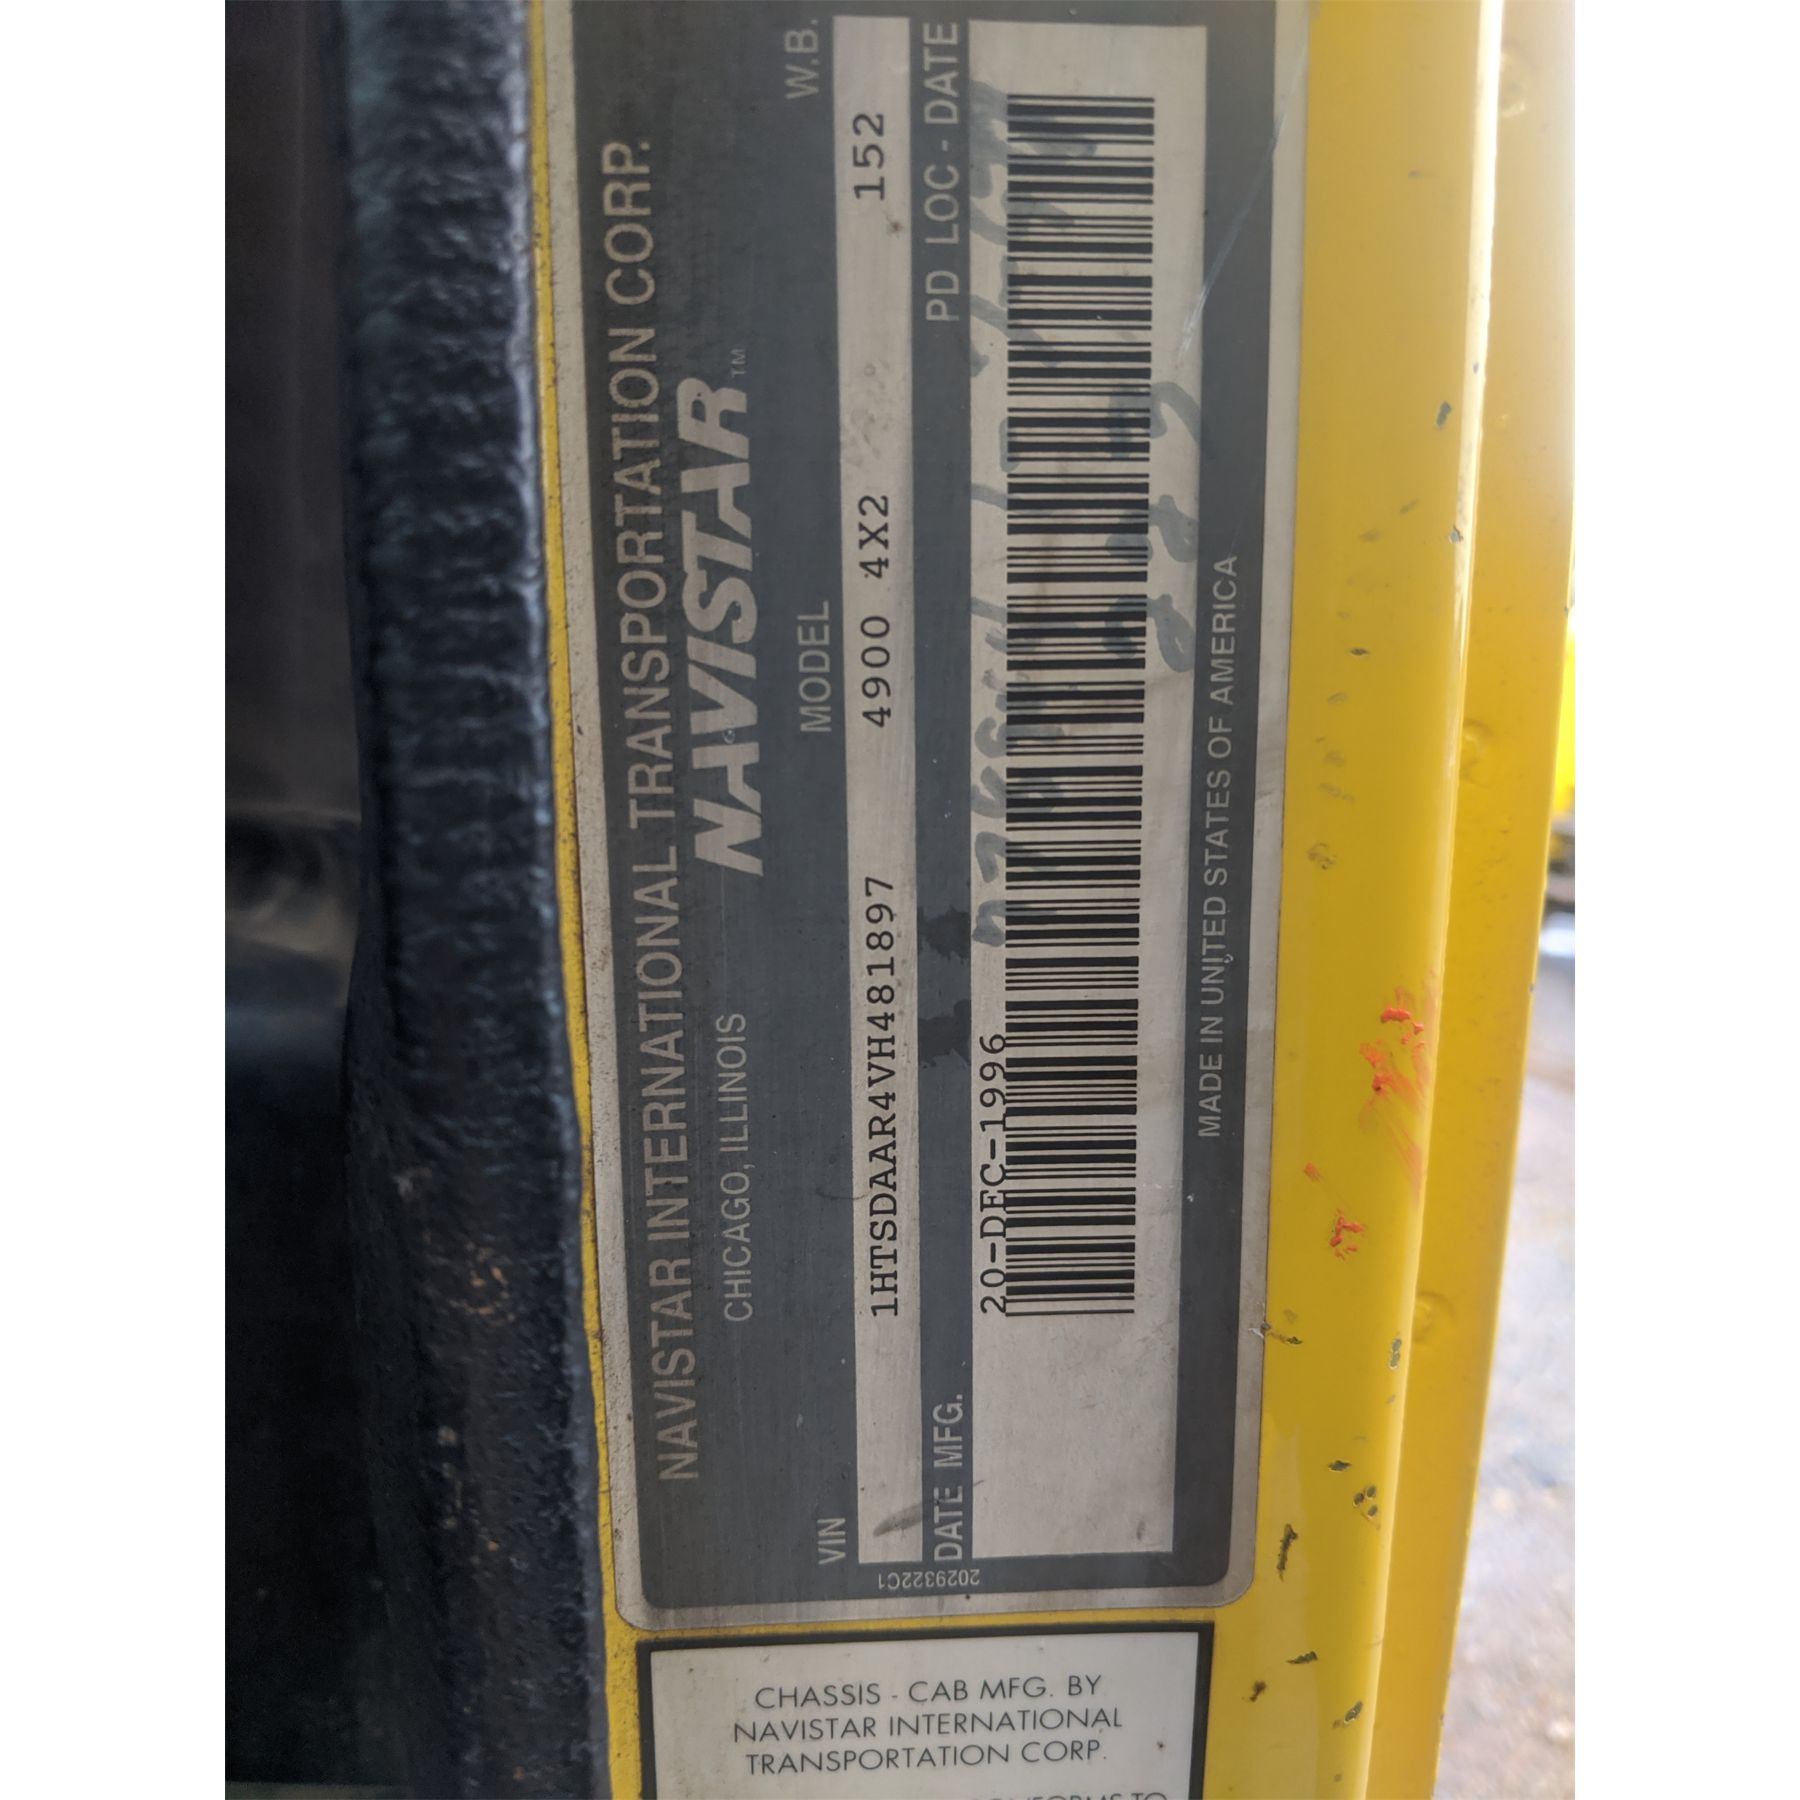 NAVISTAR INTERNATIONAL TRANSPORTATION CORP.
CHICAGO, ILLINOIS NAVISTAR™
VIN MODEL W.B.
1HTSDAAR4VH481897 4900 4X2 152
DATE MFG. PD LOC - DATE
20-DEC-1996
MADE IN UNITED STATES OF AMERICA
2029322C1
CHASSIS - CAB MFG. BY
NAVISTAR INTERNATIONAL
TRANSPORTATION CORP.